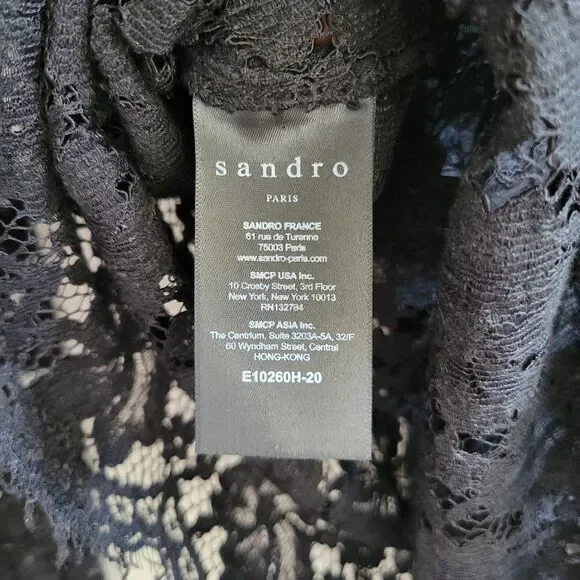 sandro
PARIS
SANDRO FRANCE
61 rue de Turenne
75003 Paris
www.sandro-paris.com
SMCP USA Inc.
10 Crosby Street, 3rd Floor
New York, New York 10013
RN132784
SMCP ASIA Inc.
The Centrium, Suite 3203A-5A, 32/F
60 Wyndham Street, Central
HONG-KONG
E10260H-20